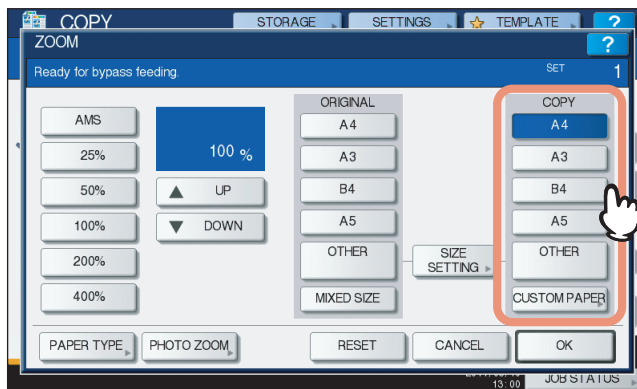 COPY STORAGE SETTINGS TEMPLATE ?
ZOOM ?
Ready for bypass feeding. SET 1
ORIGINAL COPY
AMS 100 % A4 A4
25% A3 A3
50% ▲ UP B4 B4
100% ▼ DOWN A5 A5
200% OTHER SIZE SETTING OTHER
400% MIXED SIZE CUSTOM PAPER
PAPER TYPE PHOTO ZOOM RESET CANCEL OK
13:00 JOB STATUS